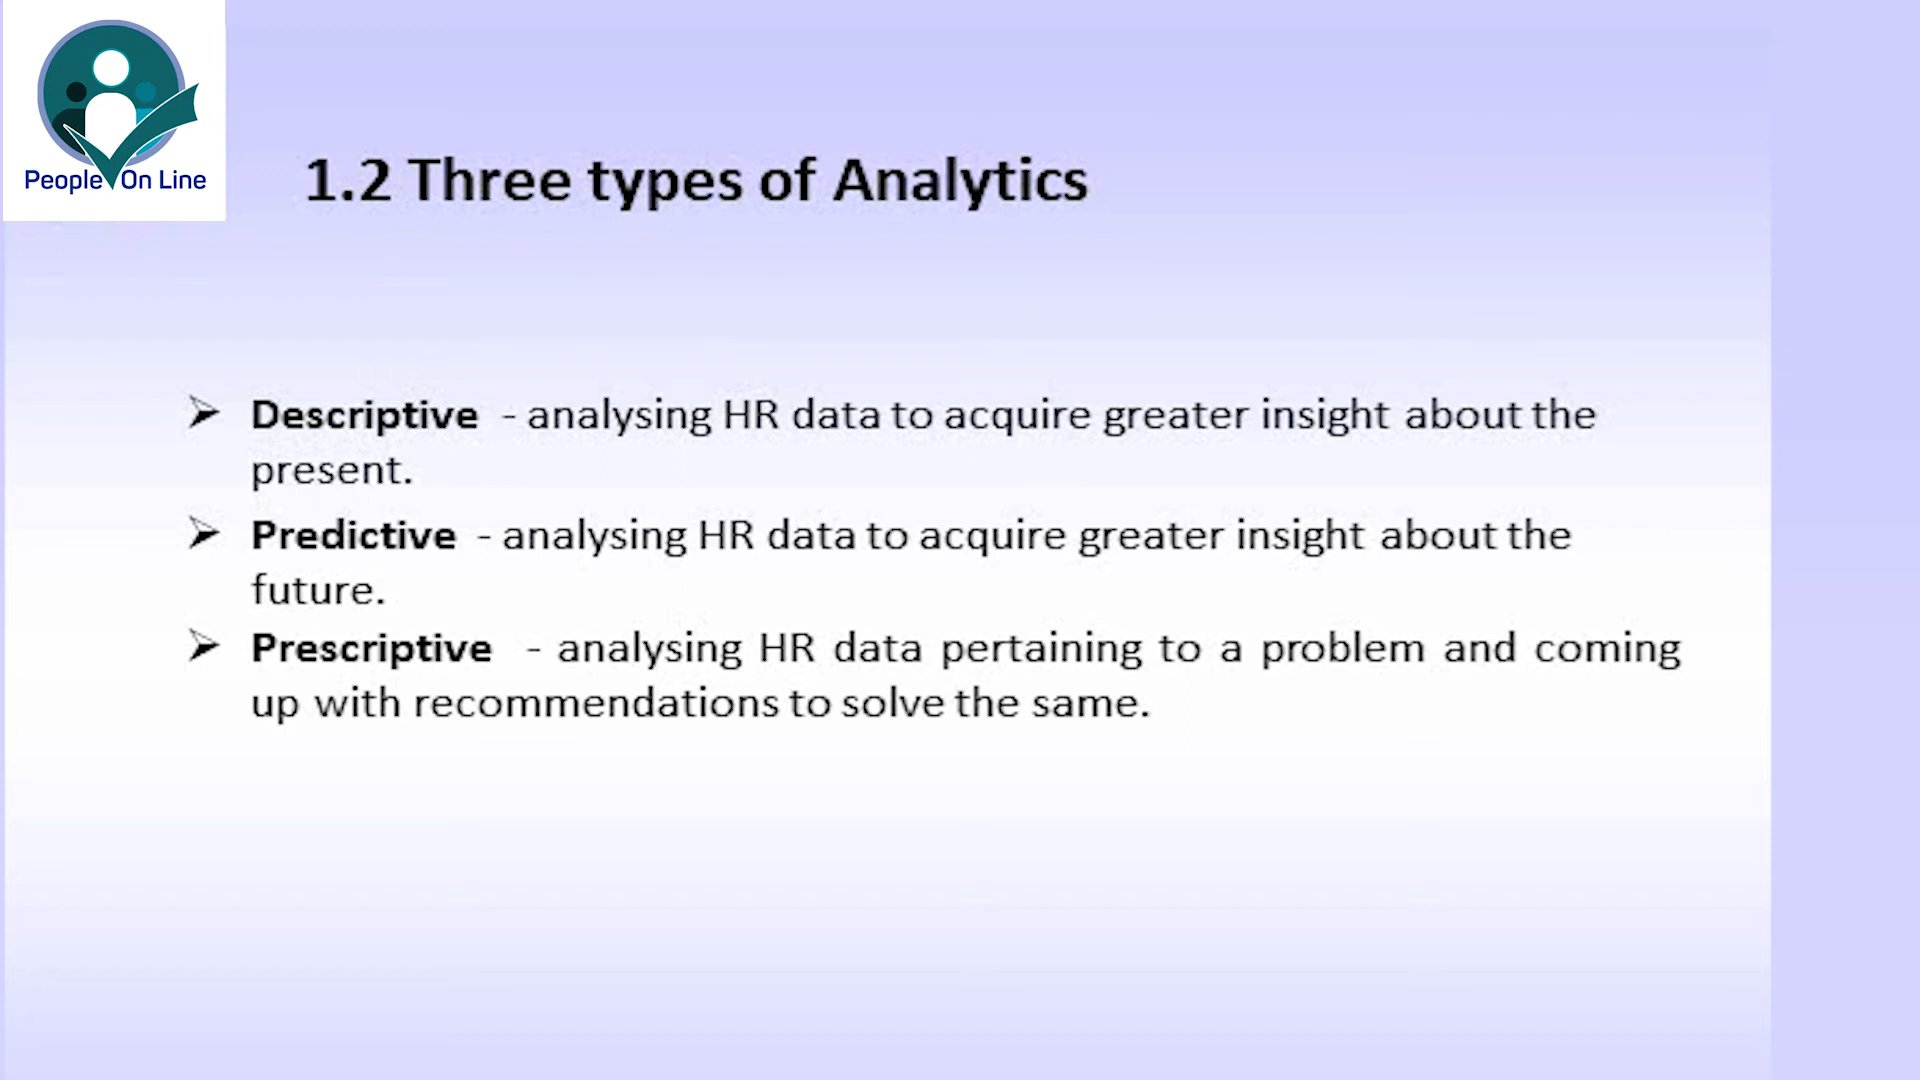 People On Line
1.2 Three types of Analytics
➢ Descriptive - analysing HR data to acquire greater insight about the
present.
➢ Predictive - analysing HR data to acquire greater insight about the
future.
➢ Prescriptive - analysing HR data pertaining to a problem and coming
up with recommendations to solve the same.